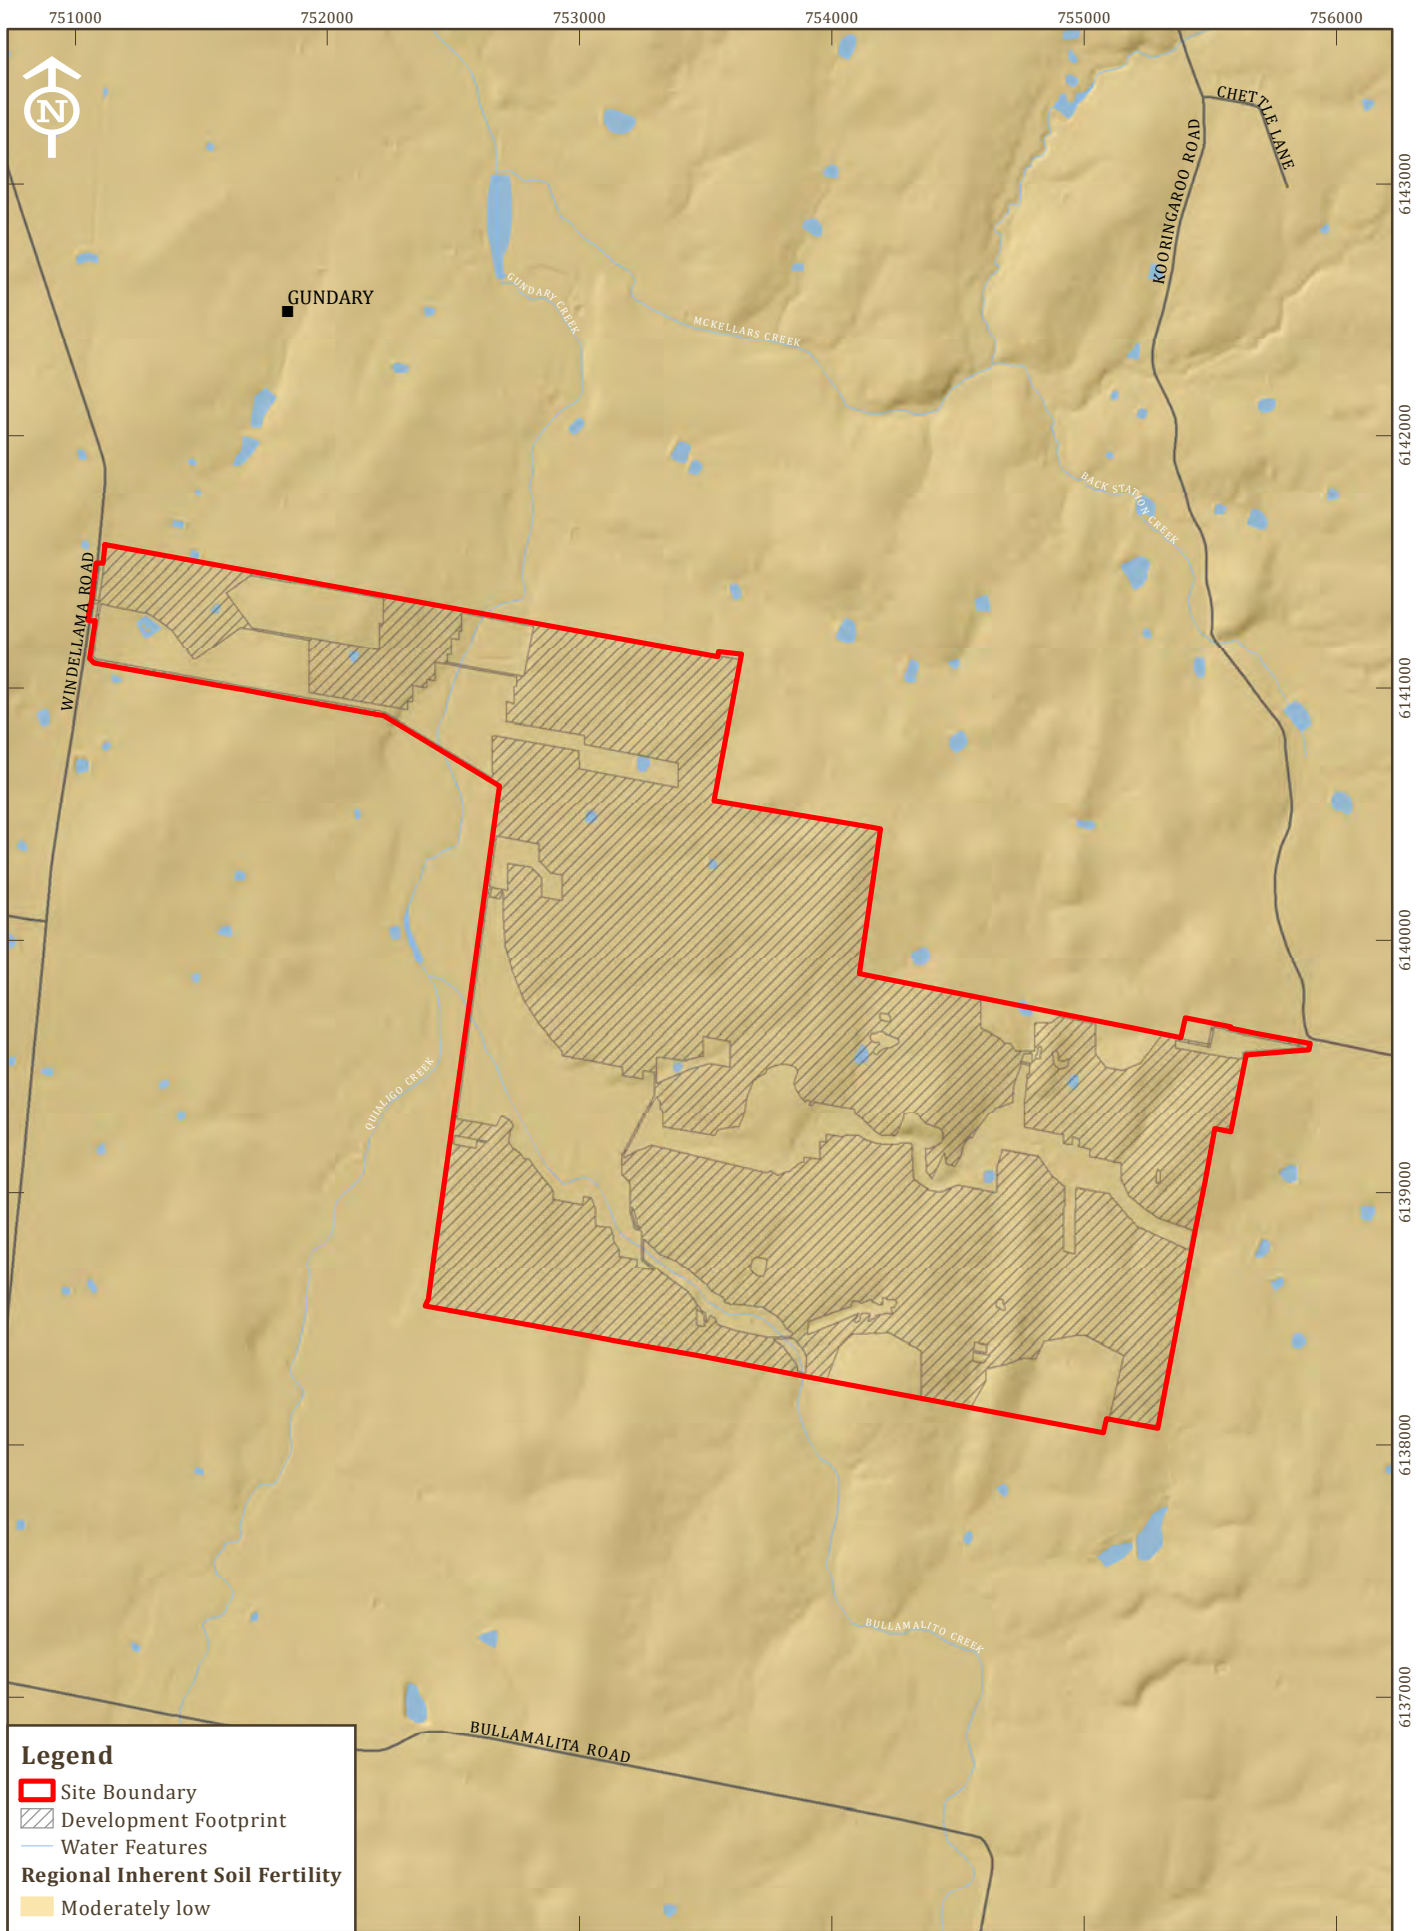 751000 752000 753000 754000 755000 756000
N
CHETTLE LANE
KOORINGAROO ROAD
6143000
GUNDARY
GUNDARY CREEK
MCKELLARS CREEK
6142000
BACK STATION CREEK
WINDELLAMA ROAD
6141000
6140000
QUIALIGO CREEK
6139000
6138000
BULLAMALITO CREEK
6137000
BULLAMALITA ROAD
Legend
Site Boundary
Development Footprint
Water Features
Regional Inherent Soil Fertility
Moderately low